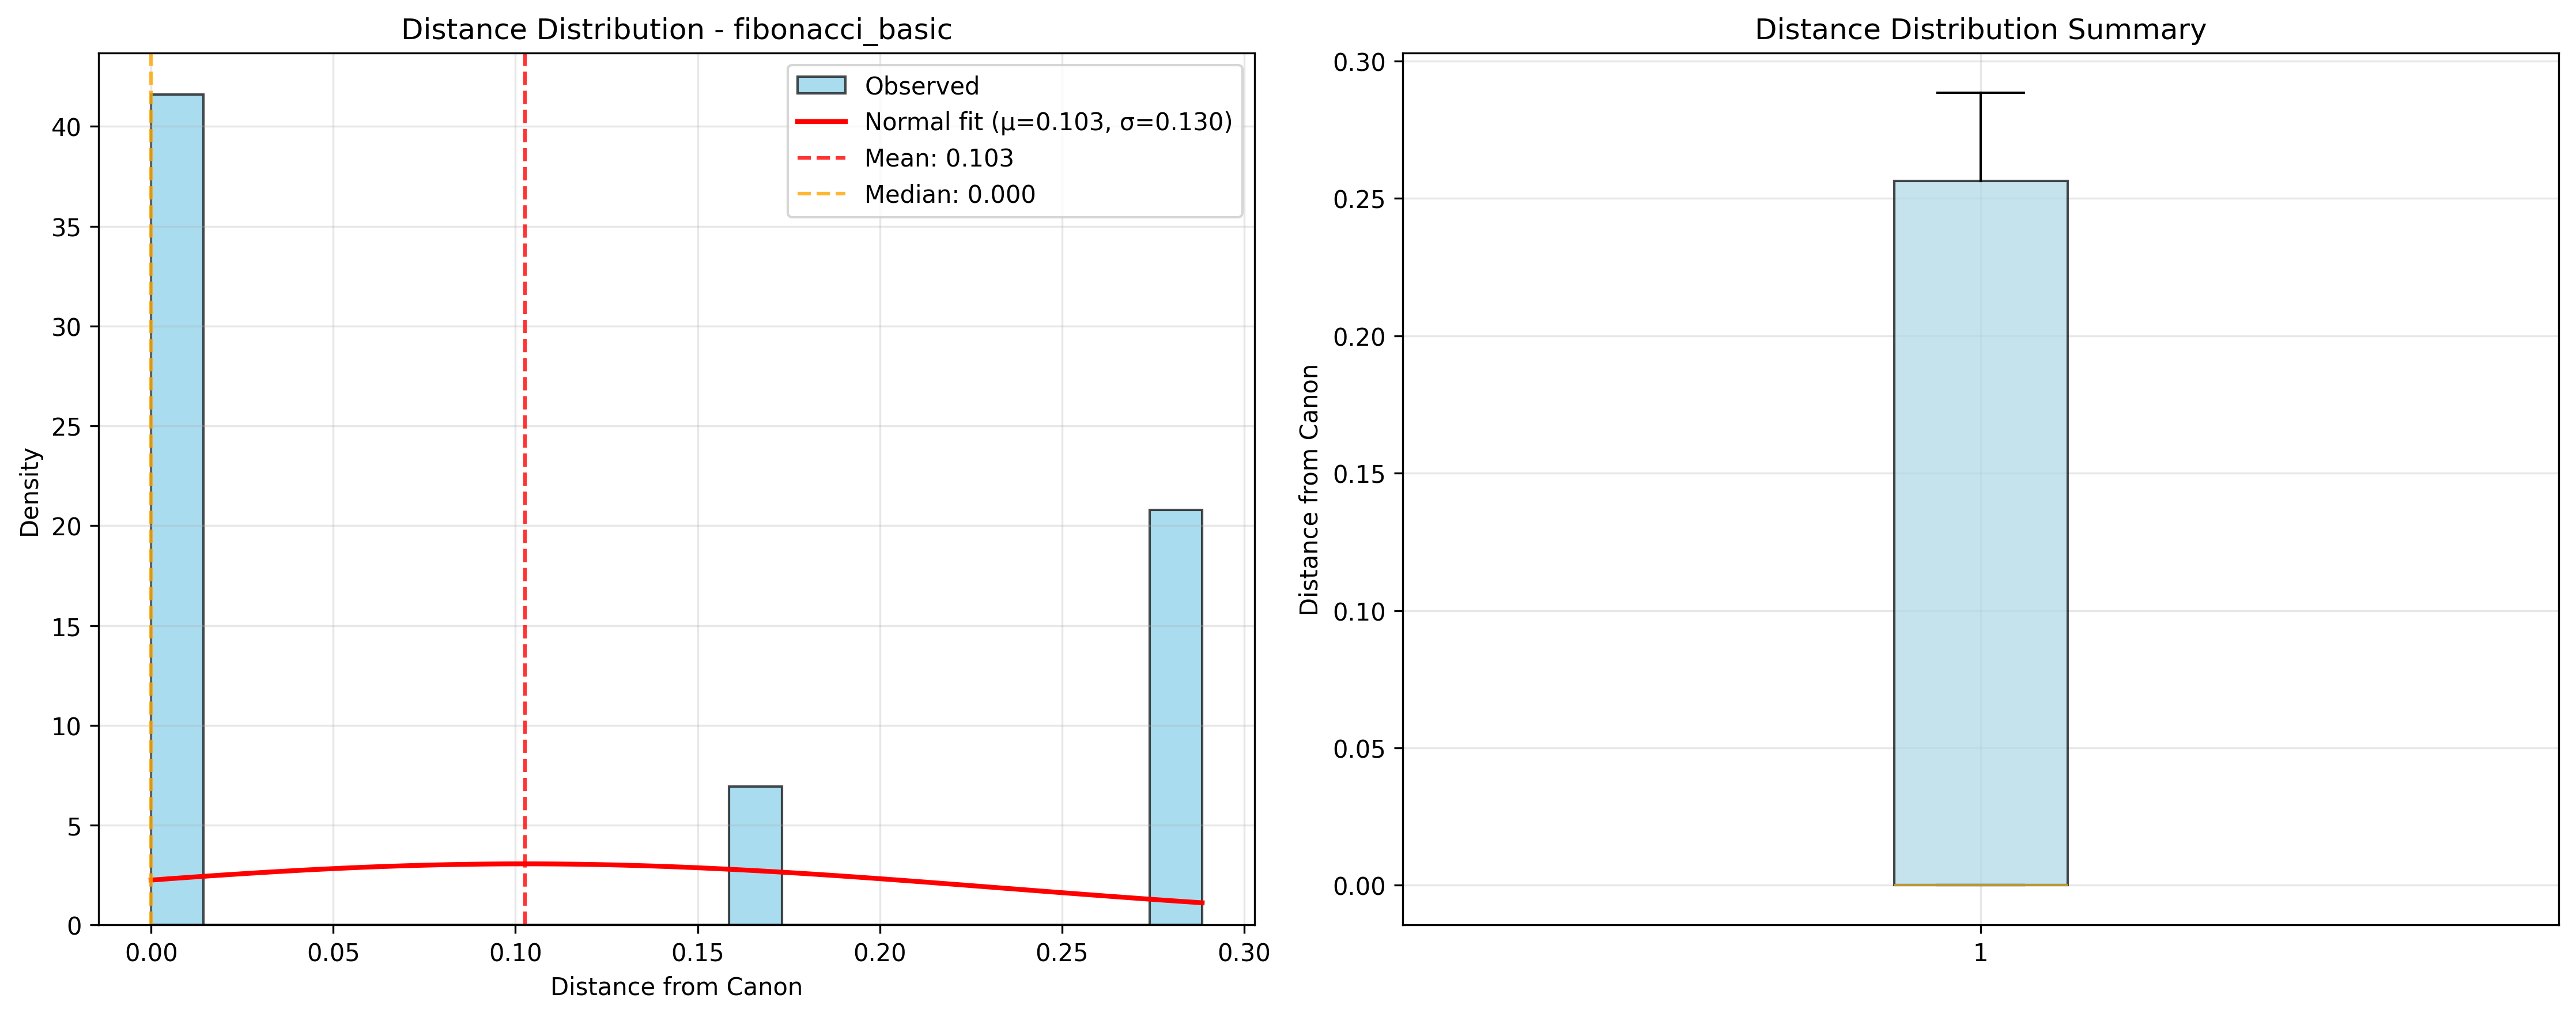 Distance Distribution - fibonacci_basic
Observed
Normal fit (μ=0.103, σ=0.130)
Mean: 0.103
Median: 0.000
Density
40
35
30
25
20
15
10
5
0
0.00 0.05 0.10 0.15 0.20 0.25 0.30
Distance from Canon
Distance Distribution Summary
Distance from Canon
0.30
0.25
0.20
0.15
0.10
0.05
0.00
1